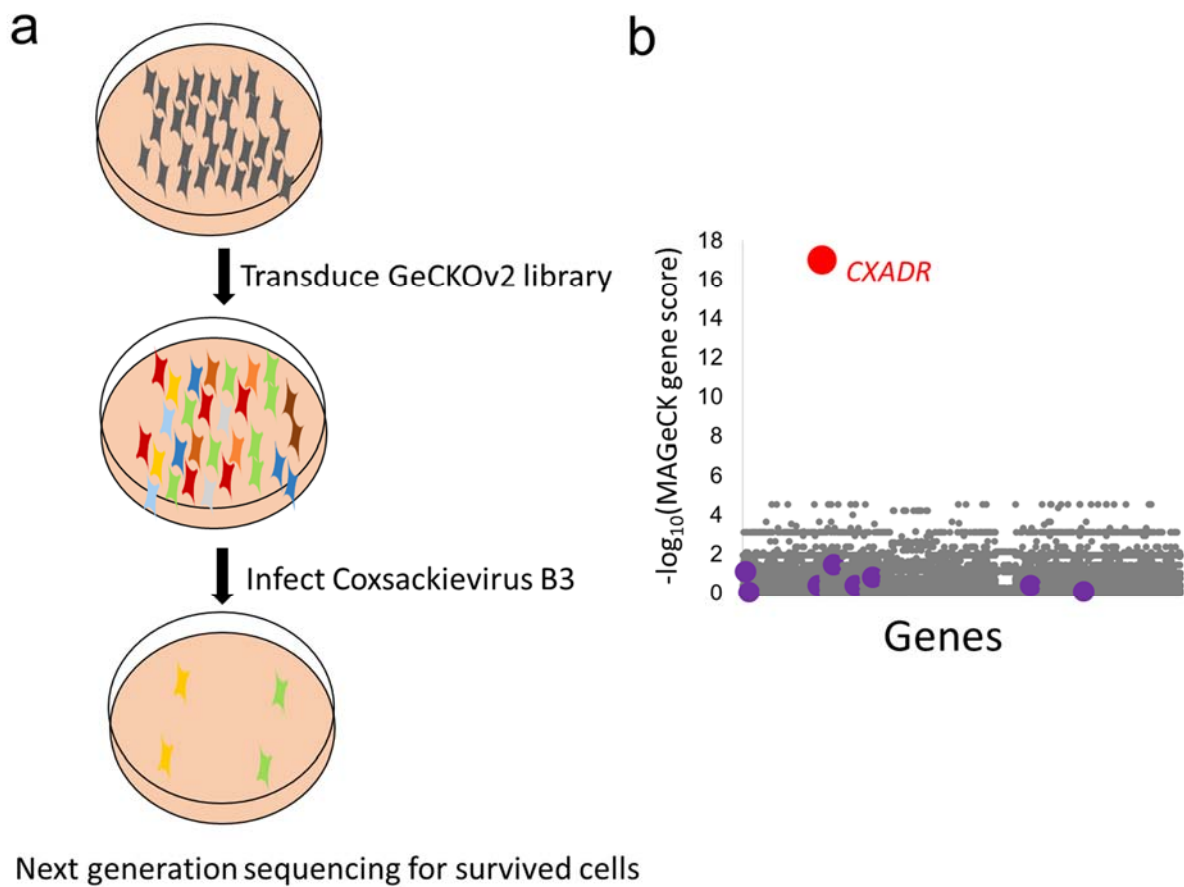 a
Transduce GeCKOv2 library
Infect Coxsackievirus B3
Next generation sequencing for survived cells
b
-log10(MAGeCK gene score)
18
16
14
12
10
8
6
4
2
0
CXADR
Genes